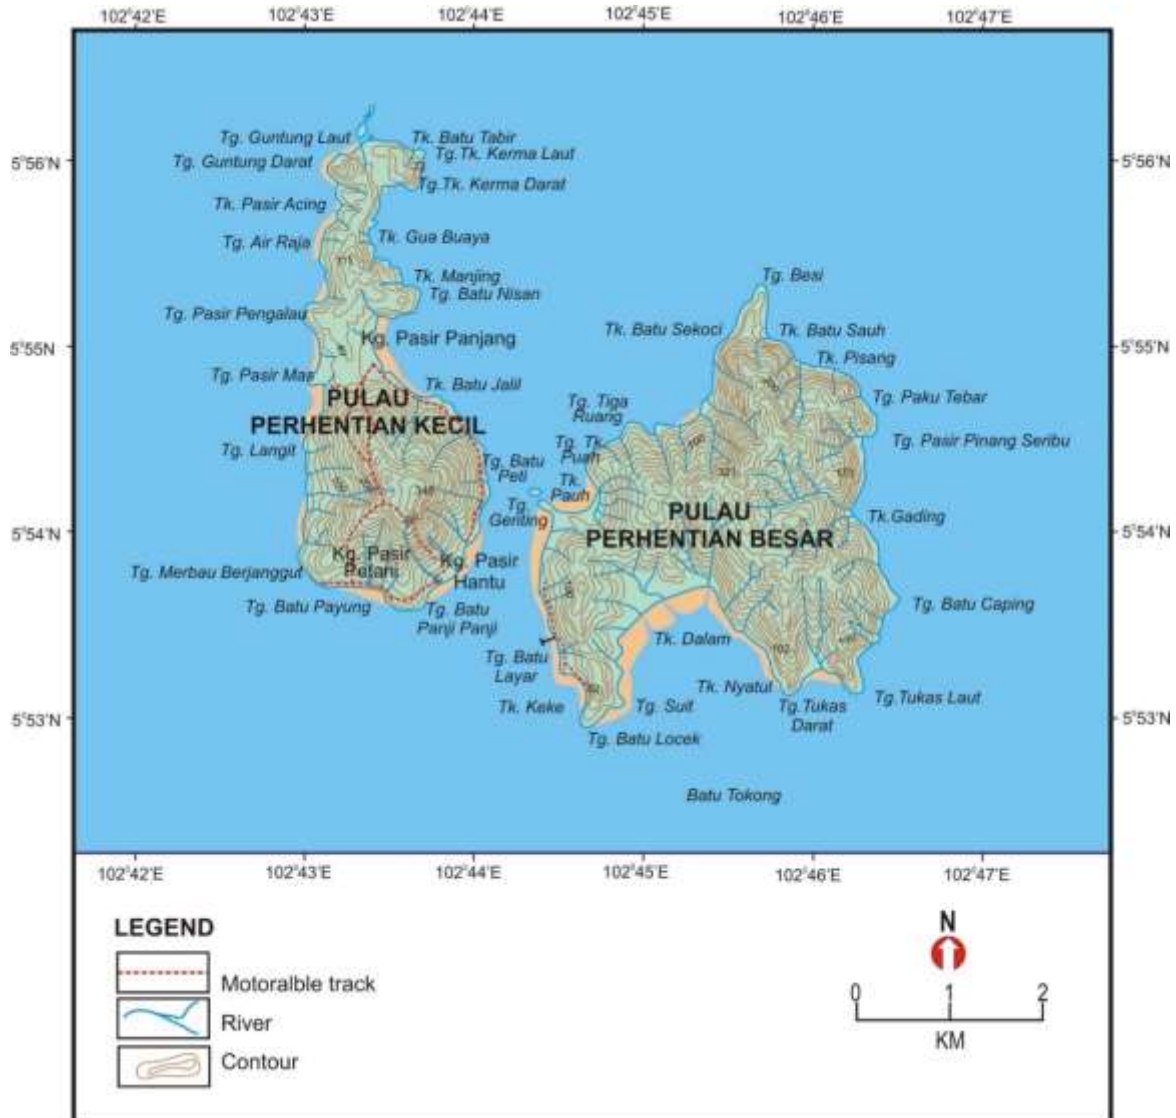 102°42'E
102°43'E
102°44'E
102°45'E
102°46'E
102°47'E
5°56'N
5°56'N
5°55'N
5°55'N
5°54'N
5°54'N
5°53'N
5°53'N
Tg. Guntung Laut
Tk. Batu Tabir
Tg. Guntung Darat
Tg.Tk. Kerma Laut
Tg.Tk. Kerma Darat
Tk. Pasir Acing
Tg. Air Raja
Tk. Gua Buaya
Tk. Manjing
Tg. Batu Nisan
Tg. Pasir Pengalau
Kg. Pasir Panjang
Tg. Pasir Mas
Tk. Batu Jalil
PULAU
PERHENTIAN KECIL
Tg. Langit
Tg. Batu
Peti
Tg.
Genting
Kg. Pasir
Petani
Kg. Pasir
Hantu
Tg. Merbau Berjanggut
Tg. Batu Payung
Tg. Batu
Panji Panji
Tg. Besi
Tk. Batu Sekoci
Tk. Batu Sauh
Tk. Pisang
Tg. Paku Tebar
Tg. Tiga
Ruang
Tg. Pasir Pinang Seribu
Tg. Tk.
Puah
Tk.
Pauh
321
PULAU
PERHENTIAN BESAR
Tk.Gading
Tg. Batu Caping
Tk. Dalam
Tg. Batu
Layar
Tk. Keke
Tg. Suit
Tk. Nyatul
102
Tg.Tukas
Darat
Tg.Tukas Laut
Tg. Batu Locek
Batu Tokong
102°42'E
102°43'E
102°44'E
102°45'E
102°46'E
102°47'E
LEGEND
Motoralble track
River
Contour
N
0 1 2
KM